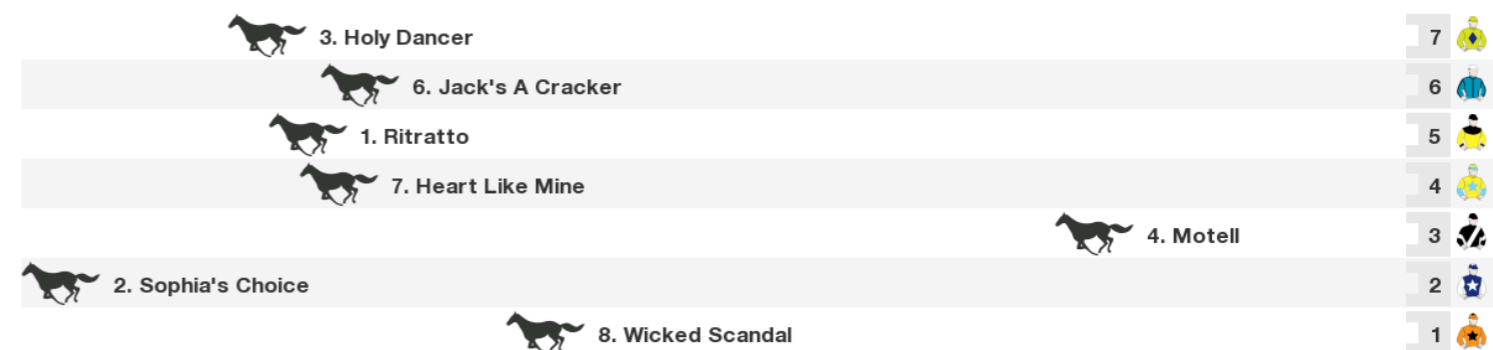 3. Holy Dancer 7
6. Jack's A Cracker 6
1. Ritratto 5
7. Heart Like Mine 4
4. Motell 3
2. Sophia's Choice 2
8. Wicked Scandal 1